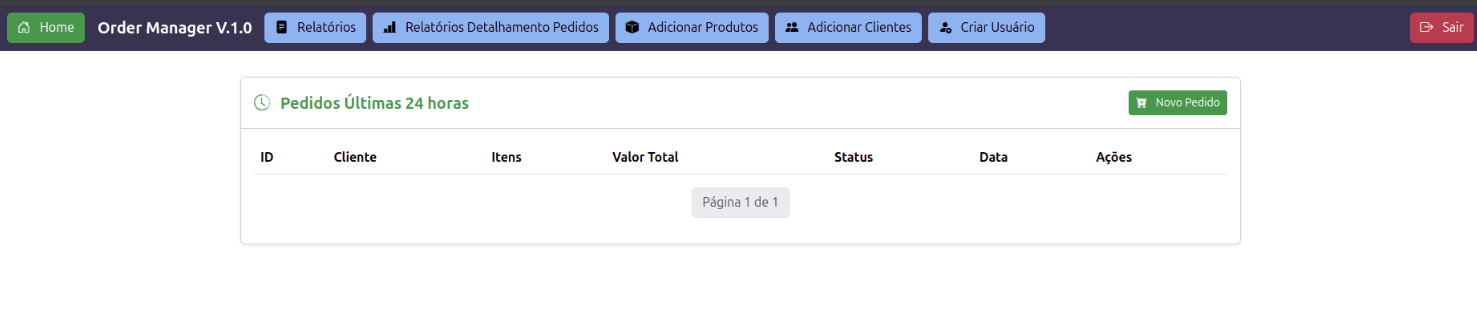 Home Order Manager V.1.0 Relatórios Relatórios Detalhamento Pedidos Adicionar Produtos Adicionar Clientes Criar Usuário Sair
Pedidos Últimas 24 horas Novo Pedido
ID Cliente Itens Valor Total Status Data Ações
Página 1 de 1